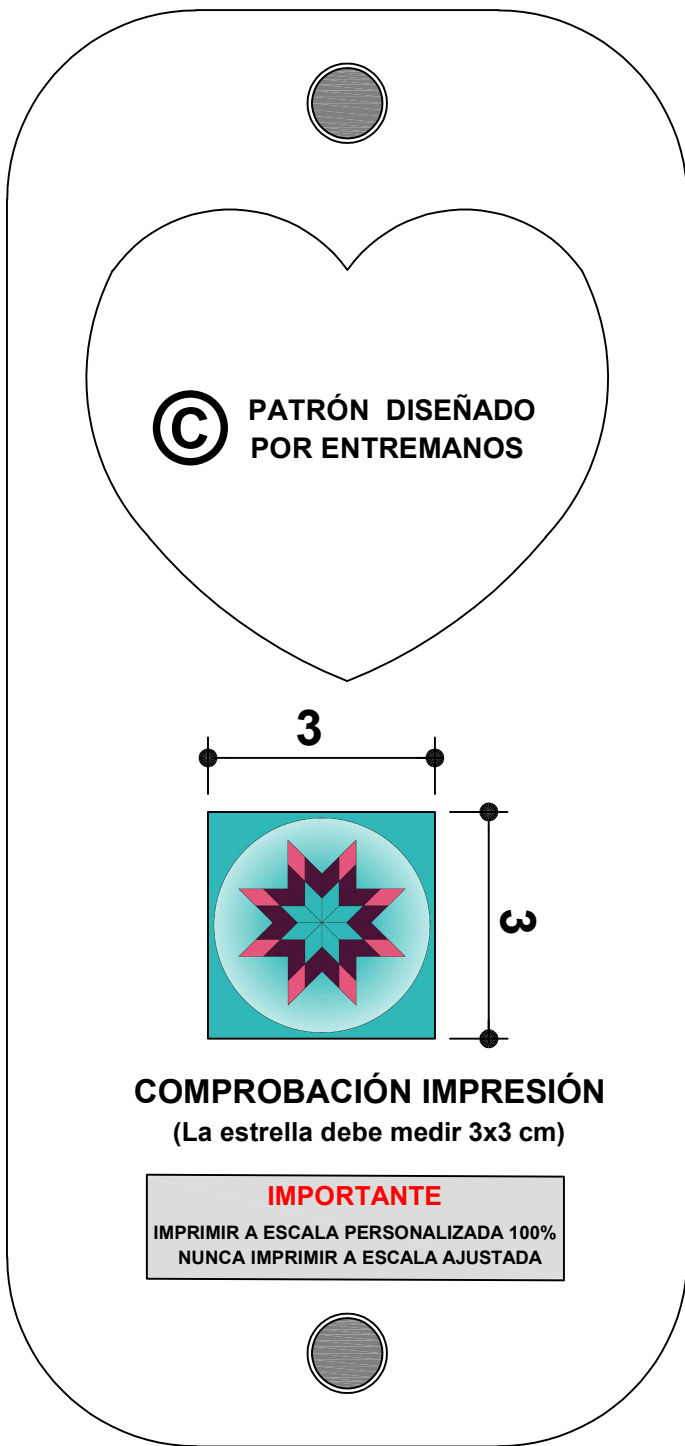 © PATRÓN DISEÑADO
POR ENTREMANOS
3
3
COMPROBACIÓN IMPRESIÓN
(La estrella debe medir 3x3 cm)
IMPORTANTE
IMPRIMIR A ESCALA PERSONALIZADA 100%
NUNCA IMPRIMIR A ESCALA AJUSTADA